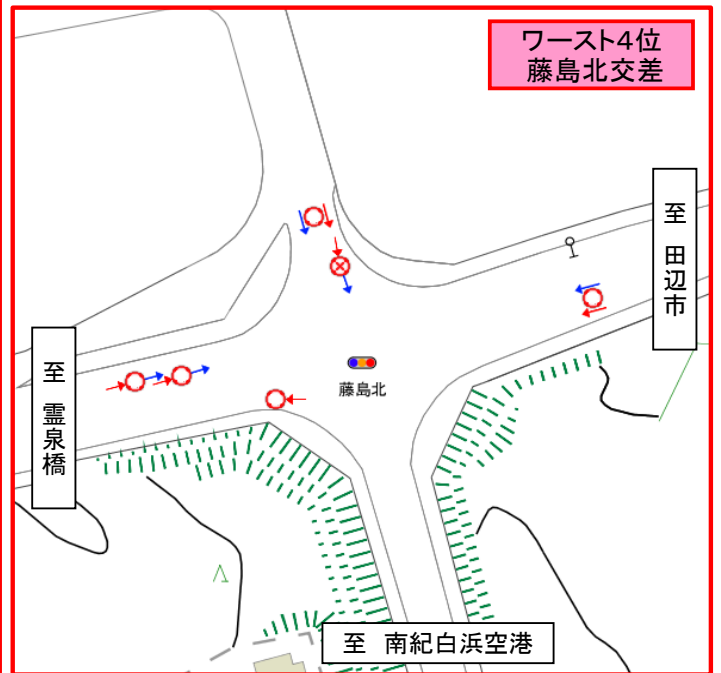 ワースト4位
藤島北交差
至 田辺市
藤島北
至 霊泉橋
至 南紀白浜空港